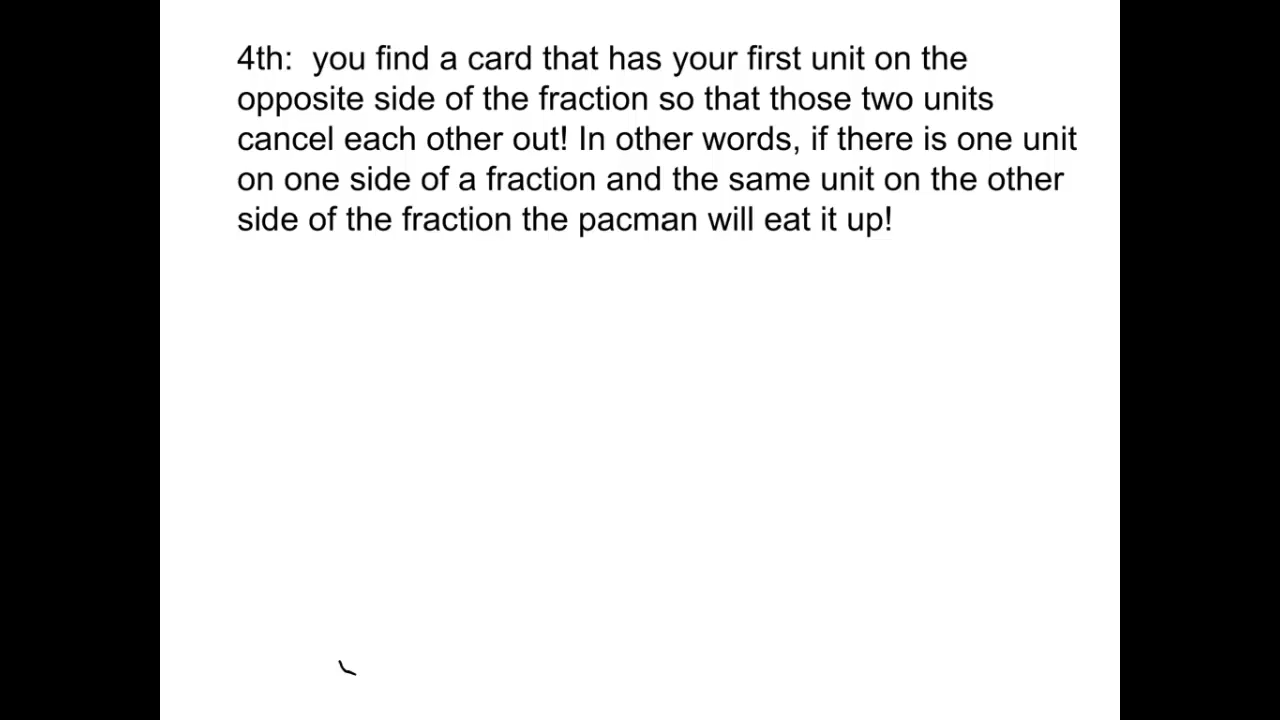 4th:  you find a card that has your first unit on the
opposite side of the fraction so that those two units
cancel each other out! In other words, if there is one unit
on one side of a fraction and the same unit on the other
side of the fraction the pacman will eat it up!